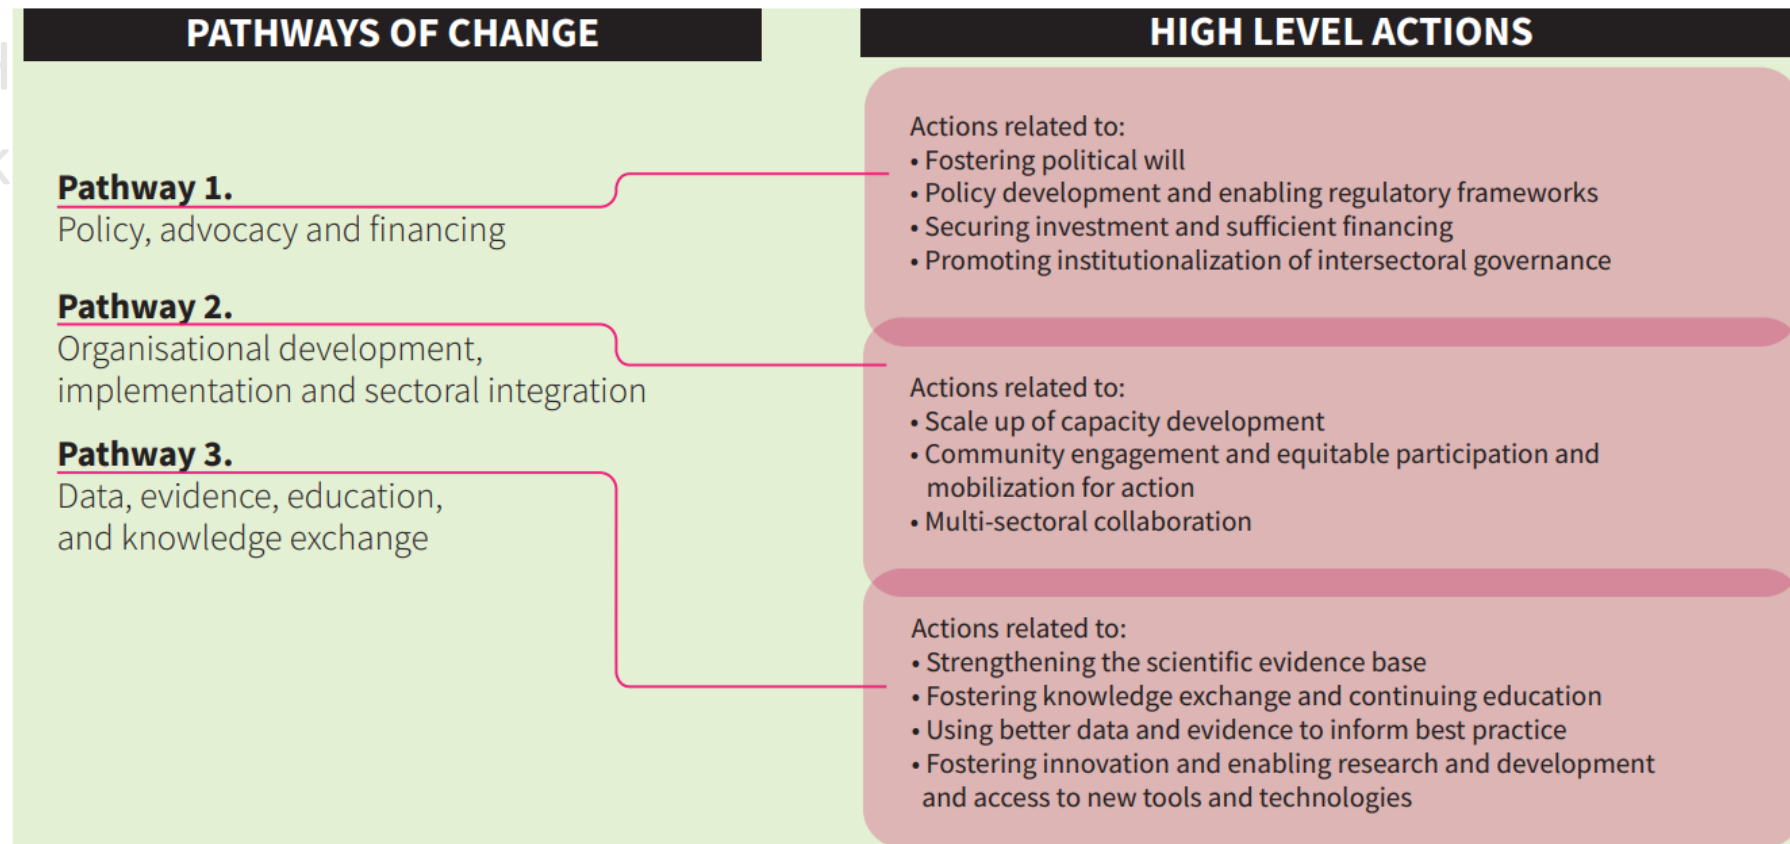 PATHWAYS OF CHANGE
Pathway 1.
Policy, advocacy and financing
Pathway 2.
Organisational development,
implementation and sectoral integration
Pathway 3.
Data, evidence, education,
and knowledge exchange
HIGH LEVEL ACTIONS
Actions related to:
• Fostering political will
• Policy development and enabling regulatory frameworks
• Securing investment and sufficient financing
• Promoting institutionalization of intersectoral governance
Actions related to:
• Scale up of capacity development
• Community engagement and equitable participation and
mobilization for action
• Multi-sectoral collaboration
Actions related to:
• Strengthening the scientific evidence base
• Fostering knowledge exchange and continuing education
• Using better data and evidence to inform best practice
• Fostering innovation and enabling research and development
and access to new tools and technologies